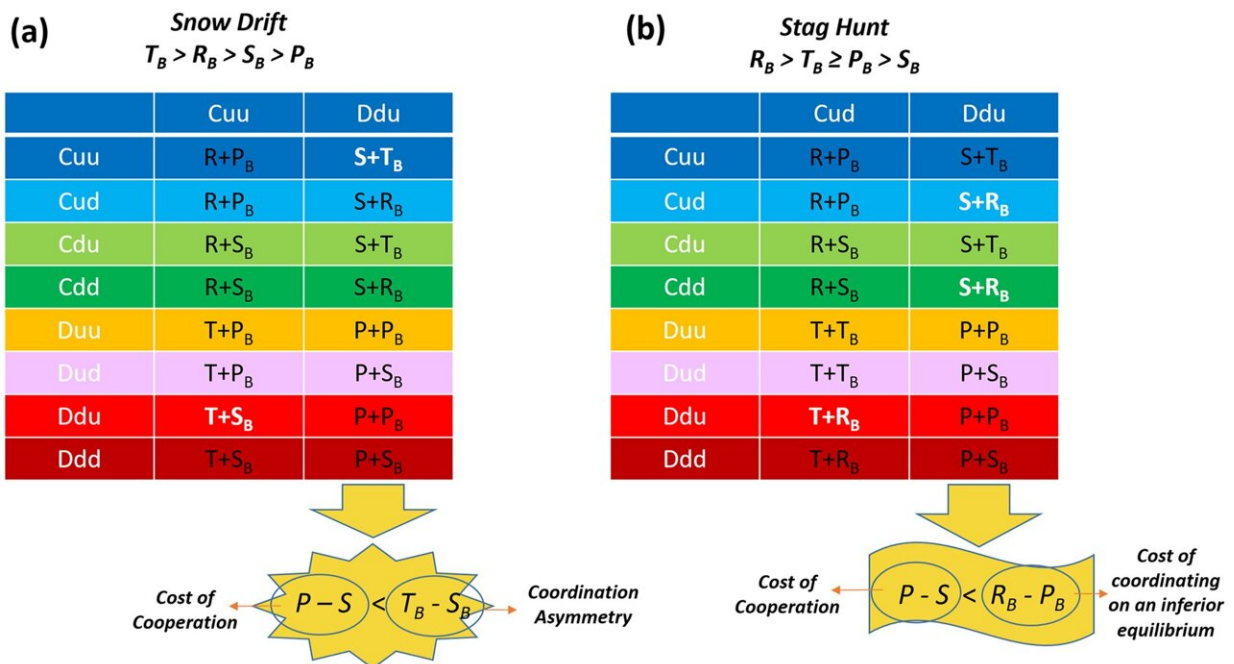 (a)
Snow Drift
T_B > R_B > S_B > P_B
Cuu Ddu
Cuu R+P_B S+T_B
Cud R+P_B S+R_B
Cdu R+S_B S+T_B
Cdd R+S_B S+R_B
Duu T+P_B P+P_B
Dud T+P_B P+S_B
Ddu T+S_B P+P_B
Ddd T+S_B P+S_B
Cost of
Cooperation
P – S < T_B - S_B
Coordination
Asymmetry
(b)
Stag Hunt
R_B > T_B ≥ P_B > S_B
Cud Ddu
Cuu R+P_B S+T_B
Cud R+P_B S+R_B
Cdu R+S_B S+T_B
Cdd R+S_B S+R_B
Duu T+T_B P+P_B
Dud T+T_B P+S_B
Ddu T+R_B P+P_B
Ddd T+R_B P+S_B
Cost of
Cooperation
P - S < R_B - P_B
Cost of
coordinating
on an inferior
equilibrium